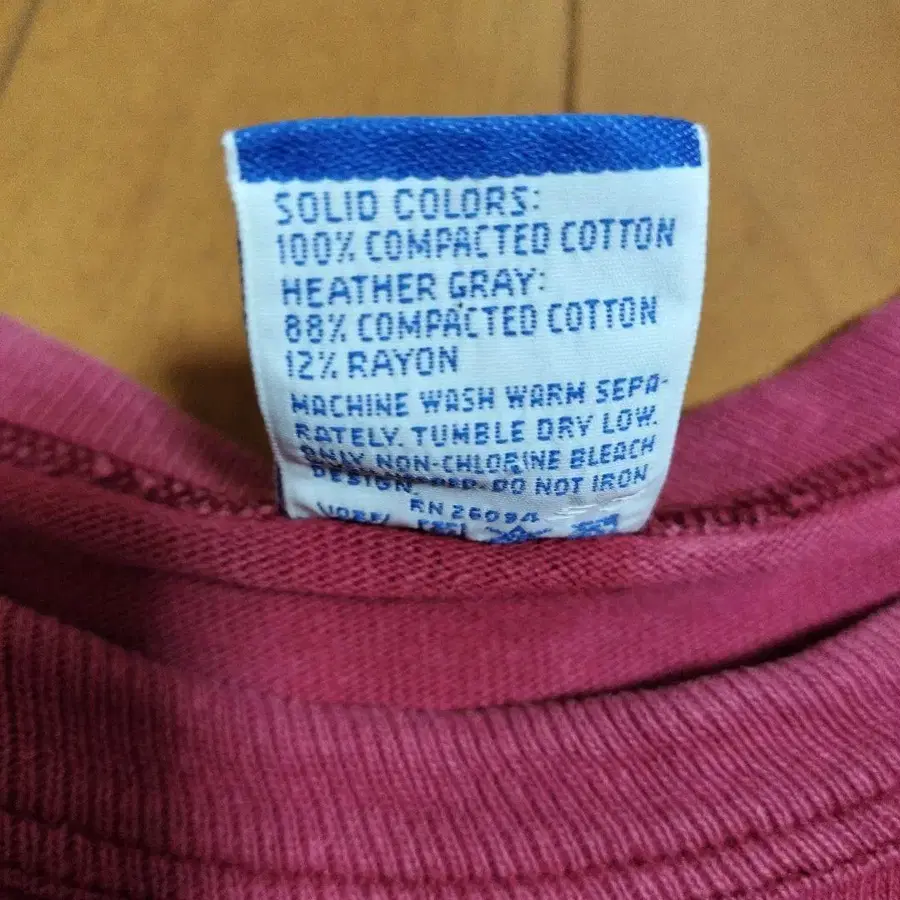 SOLID COLORS:
100% COMPACTED COTTON
HEATHER GRAY:
88% COMPACTED COTTON
12% RAYON
MACHINE WASH WARM SEPA-
RATELY. TUMBLE DRY LOW.
ONLY NON-CHLORINE BLEACH
DO NOT IRON
RN 26094